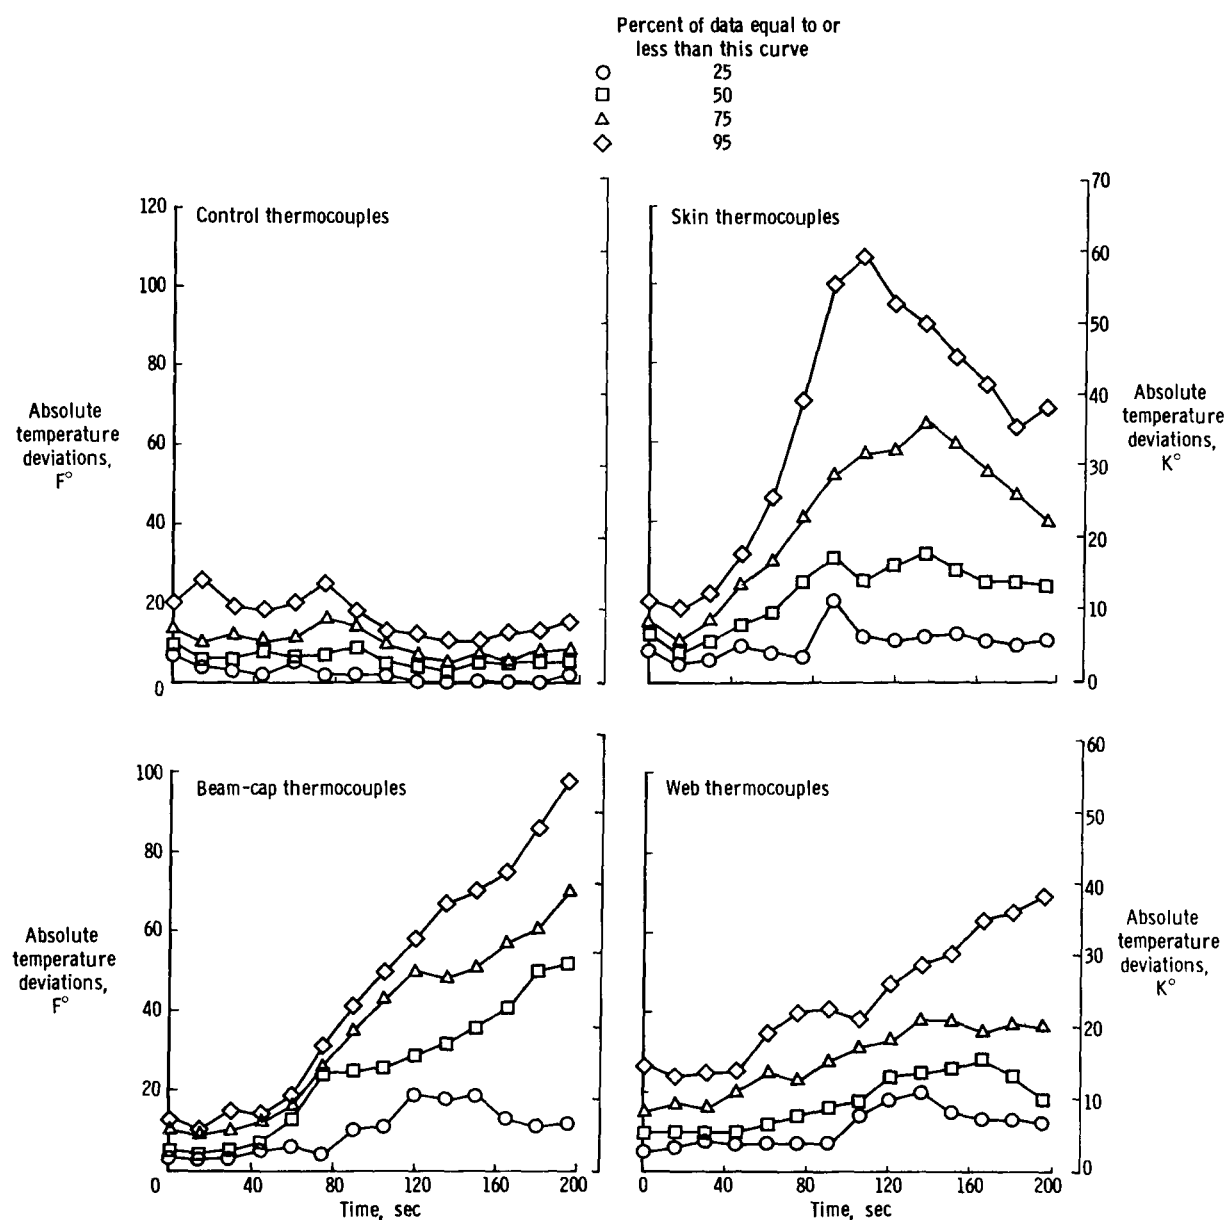 Percent of data equal to or
less than this curve
25
50
75
95
120
100
80
60
40
20
0
Control thermocouples
Absolute
temperature
deviations,
F°
Skin thermocouples
70
60
50
40
30
20
10
0
Absolute
temperature
deviations,
K°
100
80
60
40
20
Beam-cap thermocouples
Absolute
temperature
deviations,
F°
0 40 80 120 160 200
Time, sec
Web thermocouples
60
50
40
30
20
10
0
Absolute
temperature
deviations,
K°
0 40 80 120 160 200
Time, sec